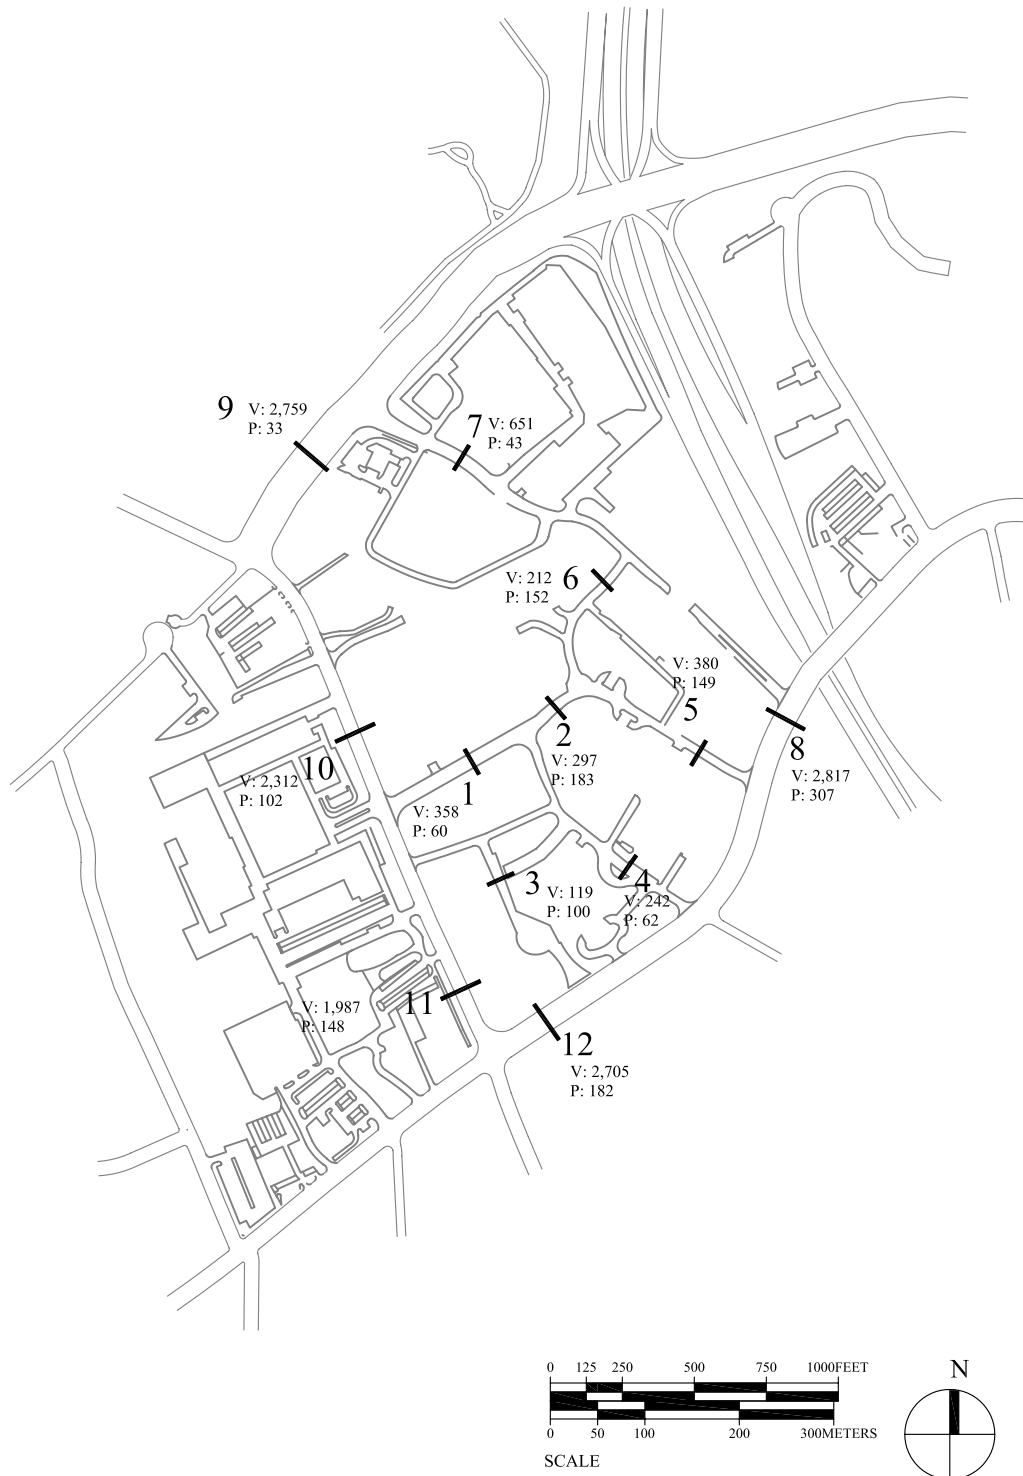 9
V: 2,759
P: 33
7
V: 651
P: 43
V: 212
P: 152
6
V: 380
P: 149
5
2
V: 297
P: 183
8
V: 2,817
P: 307
10
V: 2,312
P: 102
1
V: 358
P: 60
3
V: 119
P: 100
4
V: 242
P: 62
11
V: 1,987
P: 148
12
V: 2,705
P: 182
0 125 250 500 750 1000FEET
0 50 100 200 300METERS
SCALE
N